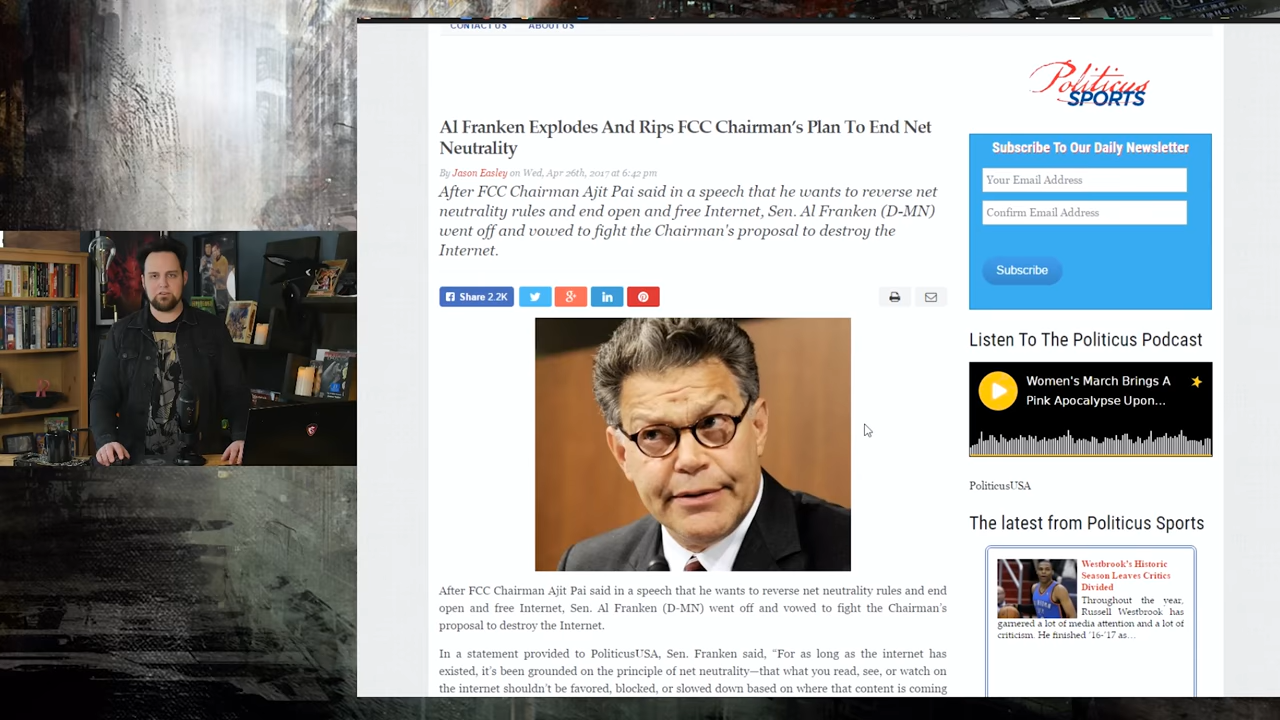 CONTACT US ABOUT US
Politicus
SPORTS
Al Franken Explodes And Rips FCC Chairman's Plan To End Net
Neutrality
By Jason Easley on Wed, Apr 26th, 2017 at 6:42 pm
After FCC Chairman Ajit Pai said in a speech that he wants to reverse net
neutrality rules and end open and free Internet, Sen. Al Franken (D-MN)
went off and vowed to fight the Chairman's proposal to destroy the
Internet.
Share 2.2K
After FCC Chairman Ajit Pai said in a speech that he wants to reverse net neutrality rules and end
open and free Internet, Sen. Al Franken (D-MN) went off and vowed to fight the Chairman's
proposal to destroy the Internet.
In a statement provided to PoliticusUSA, Sen. Franken said, “For as long as the internet has
existed, it's been grounded on the principle of net neutrality—that what you read, see, or watch on
the internet shouldn't be favored, blocked, or slowed down based on where that content is coming
Subscribe To Our Daily Newsletter
Your Email Address
Confirm Email Address
Subscribe
Listen To The Politicus Podcast
Women's March Brings A
Pink Apocalypse Upon...
PoliticusUSA
The latest from Politicus Sports
Westbrook's Historic
Season Leaves Critics
Divided
Throughout the year,
Russell Westbrook has
garnered a lot of media attention and a lot of
criticism. He finished '16-'17 as...